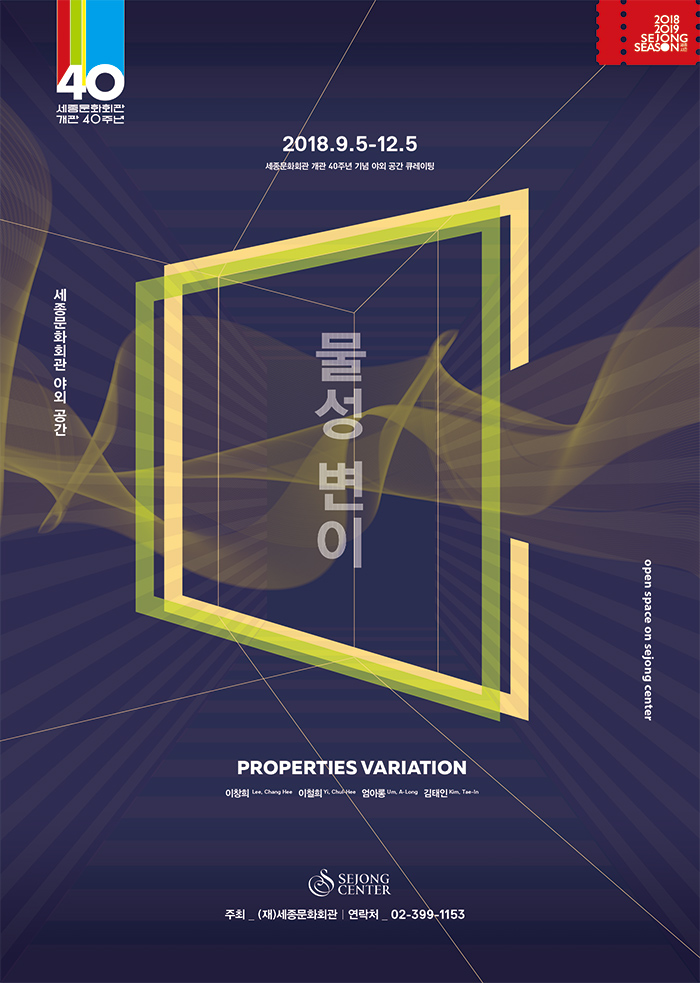 40
세종문화회관
개관 40주년
2018
2019
SEJONG
SEASON
2018.9.5-12.5
세종문화회관 개관 40주년 기념 야외 공간 큐레이팅
세종문화회관 야외 공간
물성 변이
open space on sejong center
PROPERTIES VARIATION
이창희 Lee, Chang Hee 이철희 Yi, Chul-Hee 엄아롱 Um, A-Long 김태인 Kim, Tae-In
SEJONG
CENTER
주최 _ (재)세종문화회관 | 연락처 _ 02-399-1153